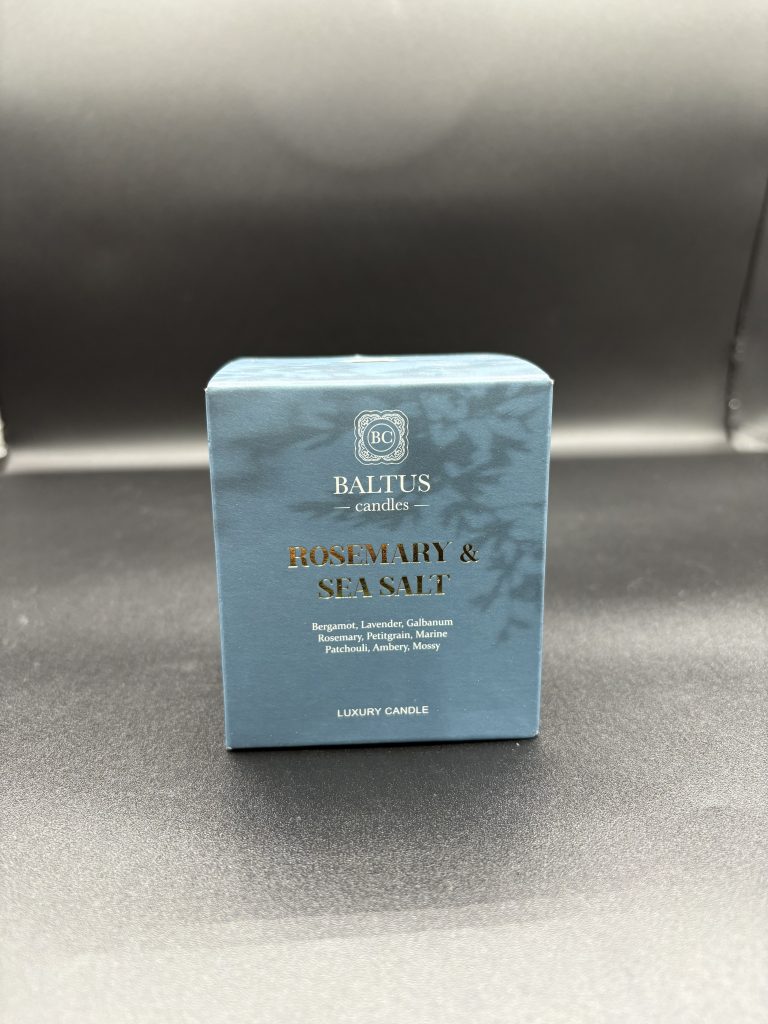 BC
BALTUS
— candles —
ROSEMARY &
SEA SALT
Bergamot, Lavender, Galbanum
Rosemary, Petitgrain, Marine
Patchouli, Ambery, Mossy
LUXURY CANDLE